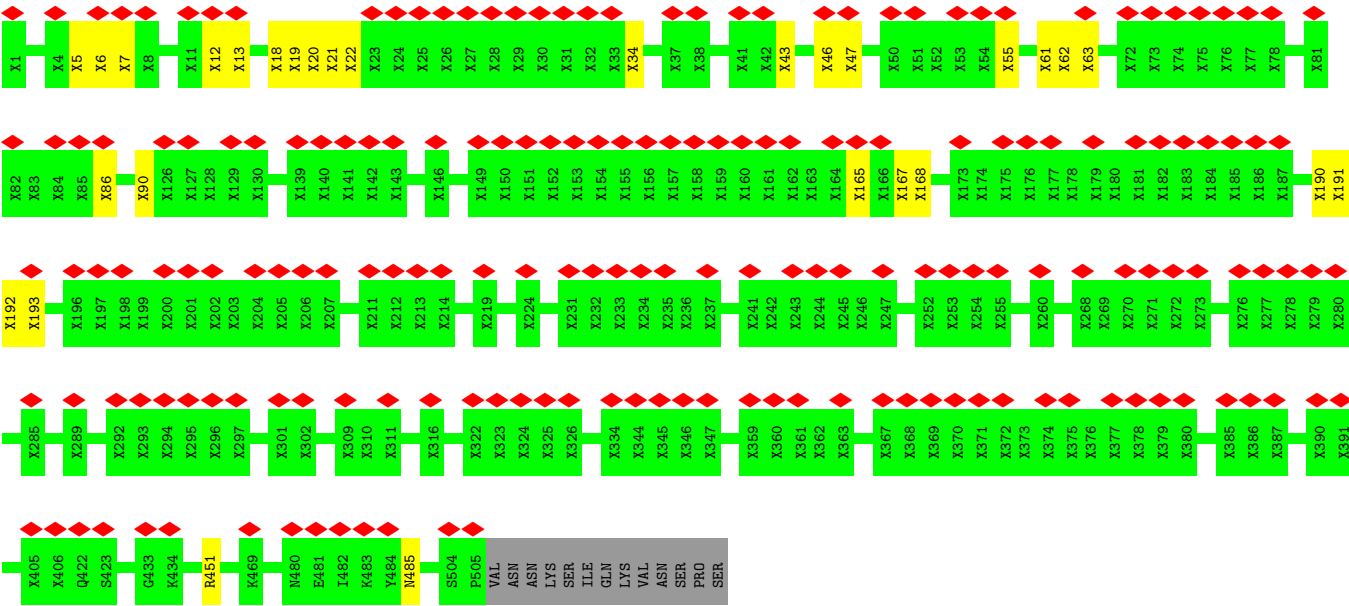 X1 X4 X5 X6 X7 X8 X11 X12 X13 X18 X19 X20 X21 X22 X23 X24 X25 X26 X27 X28 X29 X30 X31 X32 X33 X34 X37 X38 X41 X42 X43 X46 X47 X50 X51 X52 X53 X54 X55 X61 X62 X63 X72 X73 X74 X75 X76 X77 X78 X81
X82 X83 X84 X85 X86 X90 X126 X127 X128 X129 X130 X139 X140 X141 X142 X143 X146 X149 X150 X151 X152 X153 X154 X155 X156 X157 X158 X159 X160 X161 X162 X163 X164 X165 X166 X167 X168 X173 X174 X175 X176 X177 X178 X179 X180 X181 X182 X183 X184 X185 X186 X187 X190 X191
X192 X193 X196 X197 X198 X199 X200 X201 X202 X203 X204 X205 X206 X207 X211 X212 X213 X214 X219 X224 X231 X232 X233 X234 X235 X236 X237 X241 X242 X243 X244 X245 X246 X247 X252 X253 X254 X255 X260 X268 X269 X270 X271 X272 X273 X276 X277 X278 X279 X280
X285 X289 X292 X293 X294 X295 X296 X297 X301 X302 X309 X310 X311 X316 X322 X323 X324 X325 X326 X334 X344 X345 X346 X347 X359 X360 X361 X362 X363 X367 X368 X369 X370 X371 X372 X373 X374 X375 X376 X377 X378 X379 X380 X385 X386 X387 X390 X391
X405 X406 Q422 S423 G433 K434 R451 K469 N480 E481 I482 K483 Y484 N485 S504 P505 VAL ASN ASN LYS SER ILE GLN LYS VAL ASN SER PRO SER